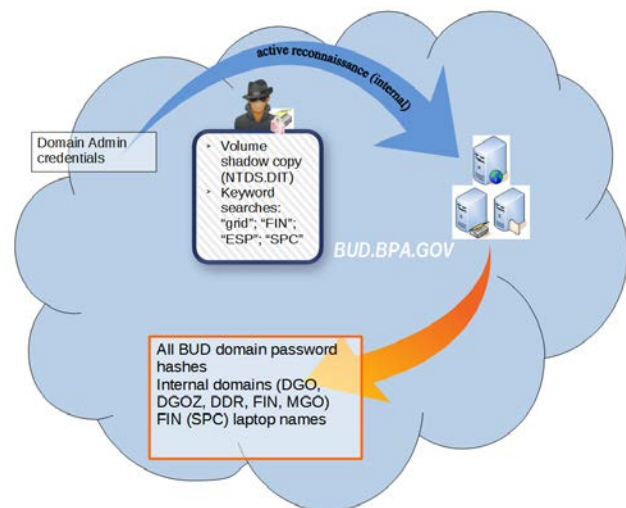 active reconnaissance (internal)
Domain Admin
credentials
➤ Volume
shadow copy
(NTDS.DIT)
➤ Keyword
searches:
“grid”; “FIN”;
“ESP”; “SPC”
BUD.BPA.GOV
All BUD domain password
hashes
Internal domains (DGO,
DGOZ, DDR, FIN, MGO)
FIN (SPC) laptop names